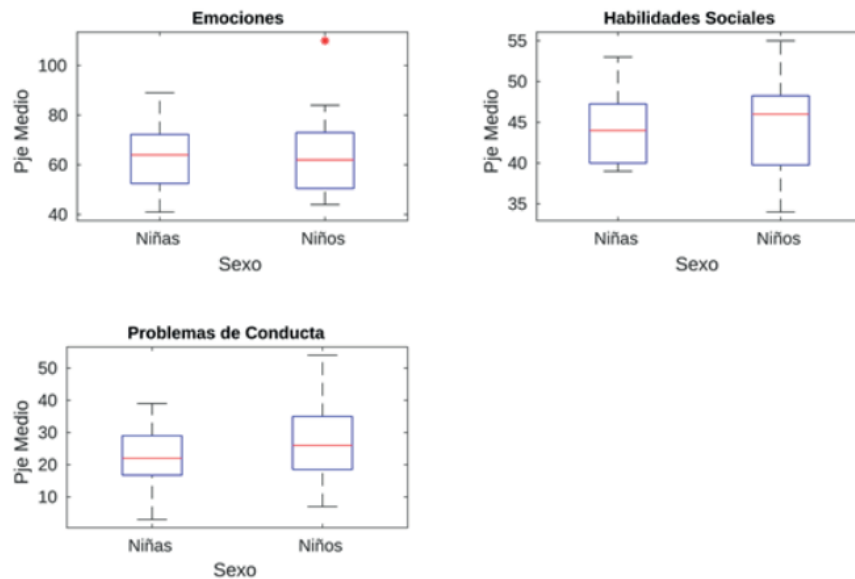 Emociones
100
80
60
40
Pje Medio
Niñas
Niños
Sexo
Habilidades Sociales
55
50
45
40
35
Pje Medio
Niñas
Niños
Sexo
Problemas de Conducta
50
40
30
20
10
Pje Medio
Niñas
Niños
Sexo